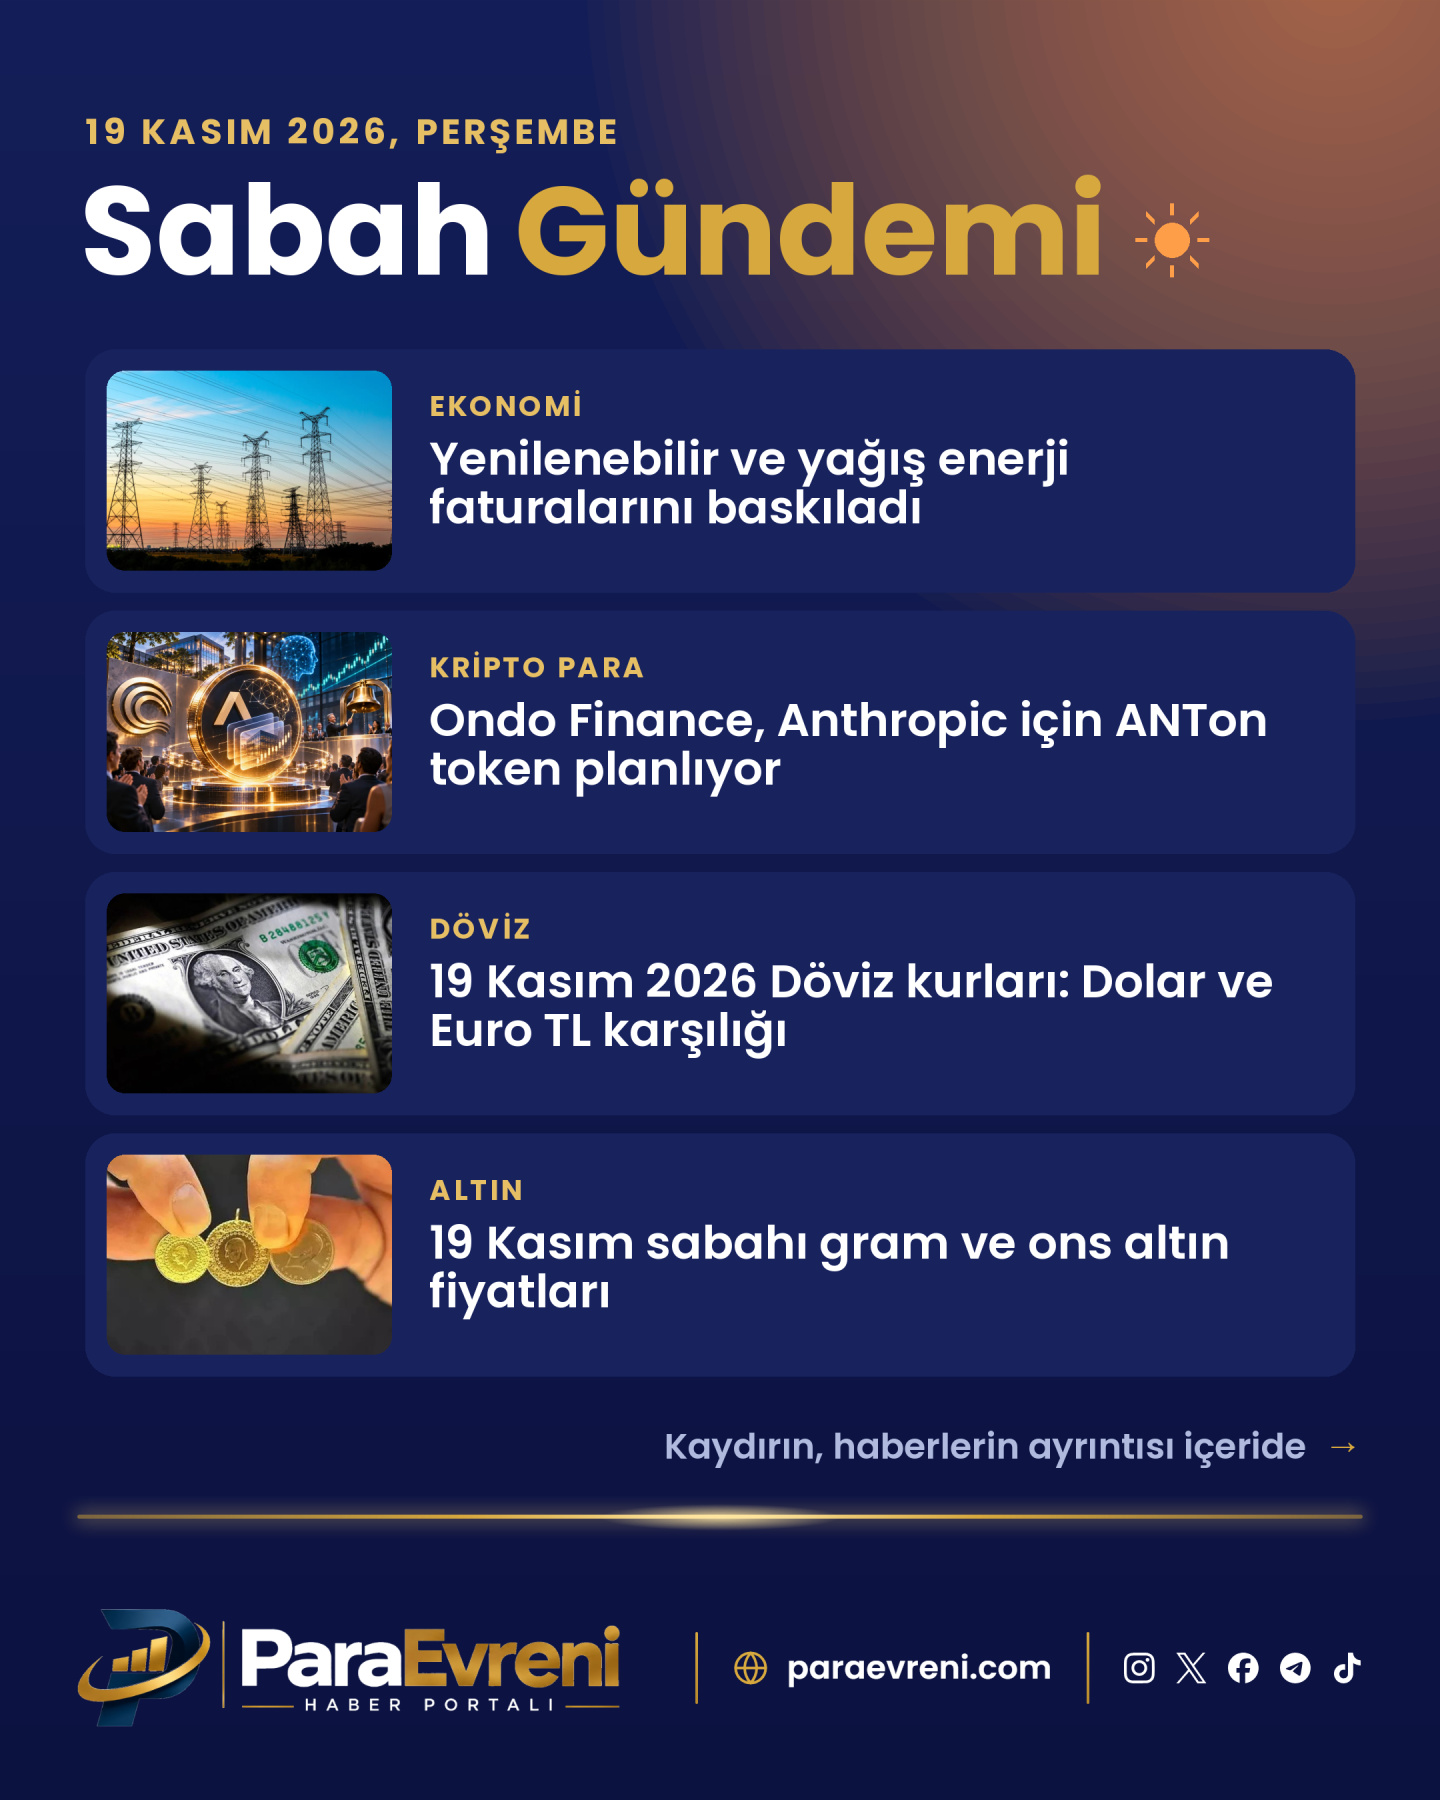 19 KASIM 2026, PERŞEMBE
Sabah Gündemi
EKONOMİ
Yenilenebilir ve yağış enerji
faturalarını baskıladı
KRİPTO PARA
Ondo Finance, Anthropic için ANTon
token planlıyor
DÖVİZ
19 Kasım 2026 Döviz kurları: Dolar ve
Euro TL karşılığı
ALTIN
19 Kasım sabahı gram ve ons altın
fiyatları
Kaydırın, haberlerin ayrıntısı içeride →
ParaEvreni
HABER PORTALI
paraevreni.com